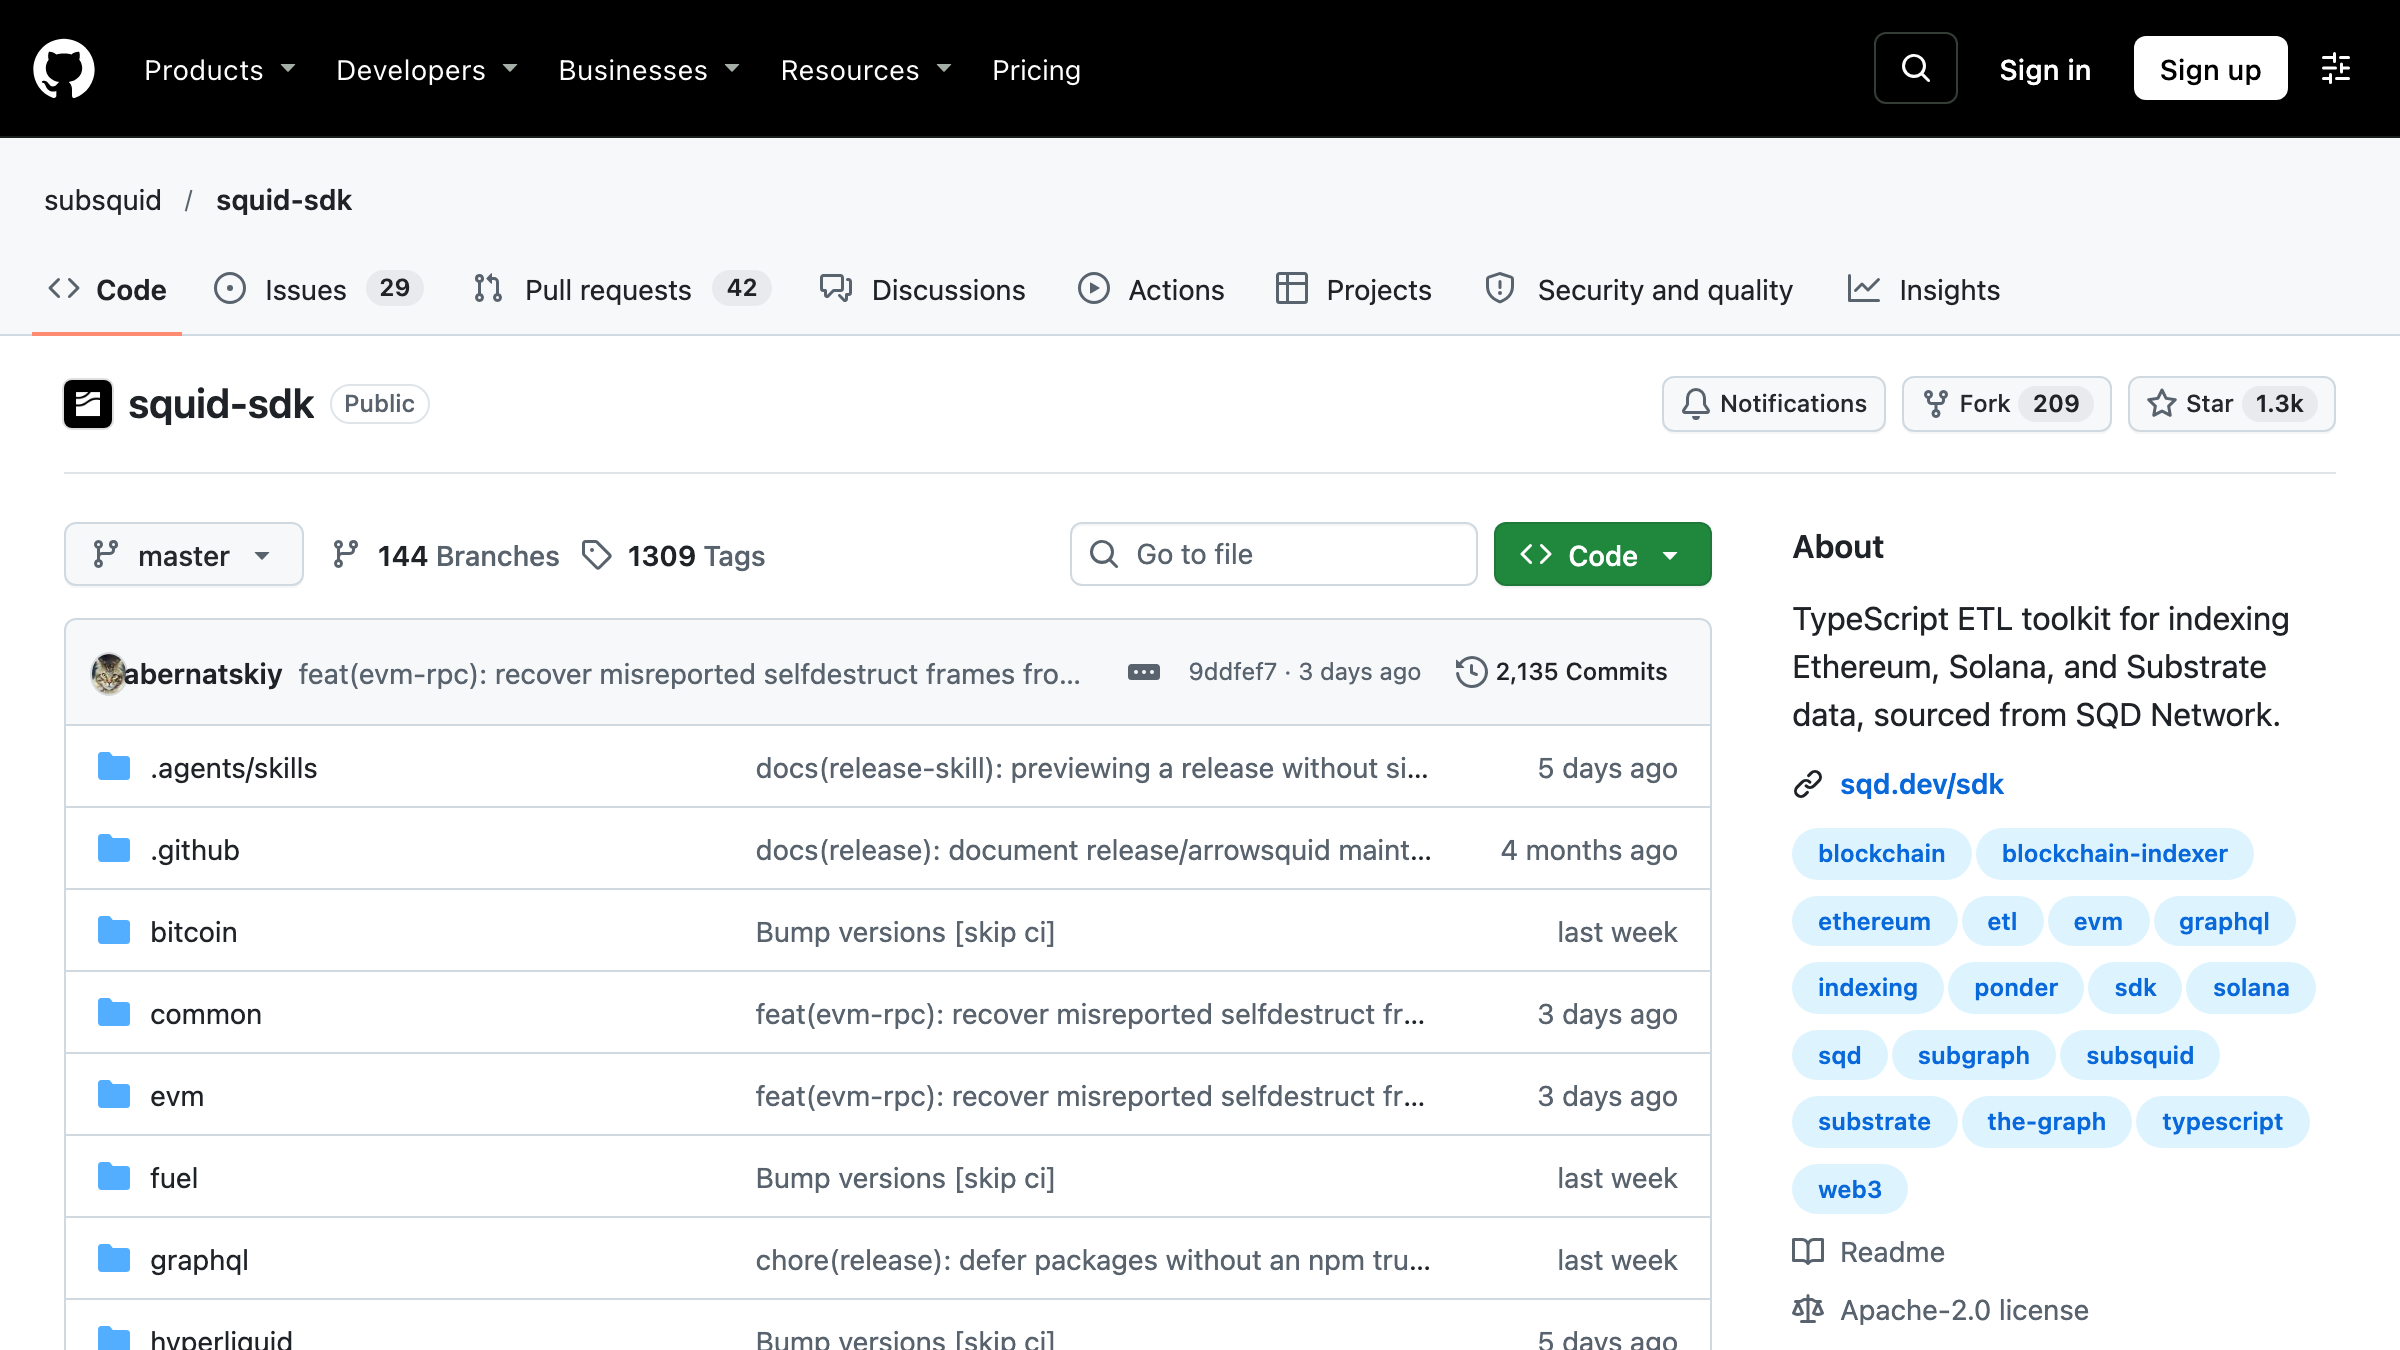 Products Developers Businesses Resources Pricing Sign in Sign up
subsquid / squid-sdk
Code Issues 29 Pull requests 42 Discussions Actions Projects Security and quality Insights
squid-sdk Public Notifications Fork 209 Star 1.3k
master 144 Branches 1309 Tags Go to file Code
abernatskiy feat(evm-rpc): recover misreported selfdestruct frames fro... 9ddfef7 · 3 days ago 2,135 Commits
.agents/skills docs(release-skill): previewing a release without si... 5 days ago
.github docs(release): document release/arrowsquid maint... 4 months ago
bitcoin Bump versions [skip ci] last week
common feat(evm-rpc): recover misreported selfdestruct fr... 3 days ago
evm feat(evm-rpc): recover misreported selfdestruct fr... 3 days ago
fuel Bump versions [skip ci] last week
graphql chore(release): defer packages without an npm tru... last week
hyperliquid Bump versions [skip ci] 5 days ago
About
TypeScript ETL toolkit for indexing
Ethereum, Solana, and Substrate
data, sourced from SQD Network.
sqd.dev/sdk
blockchain blockchain-indexer
ethereum etl evm graphql
indexing ponder sdk solana
sqd subgraph subsquid
substrate the-graph typescript
web3
Readme
Apache-2.0 license